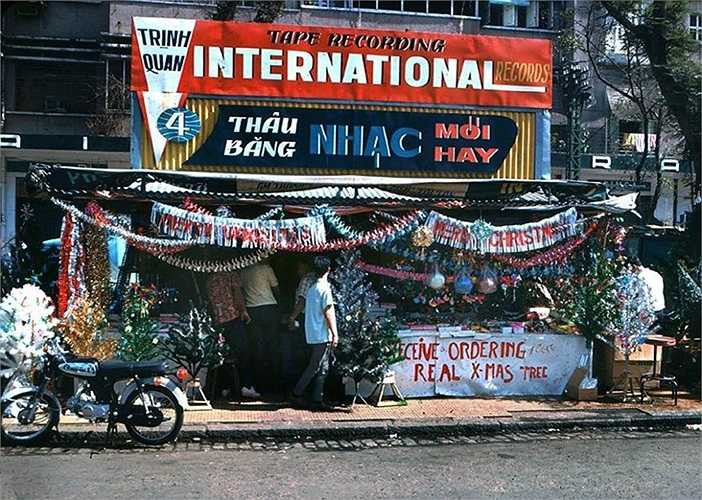 TRINH
QUAN
TAPE RECORDING
INTERNATIONAL RECORDS
4
THÂU
BĂNG
NHẠC
MỚI
HAY
MERRY CHRISTMAS
RECEIVE ORDERING
REAL X-MAS TREE